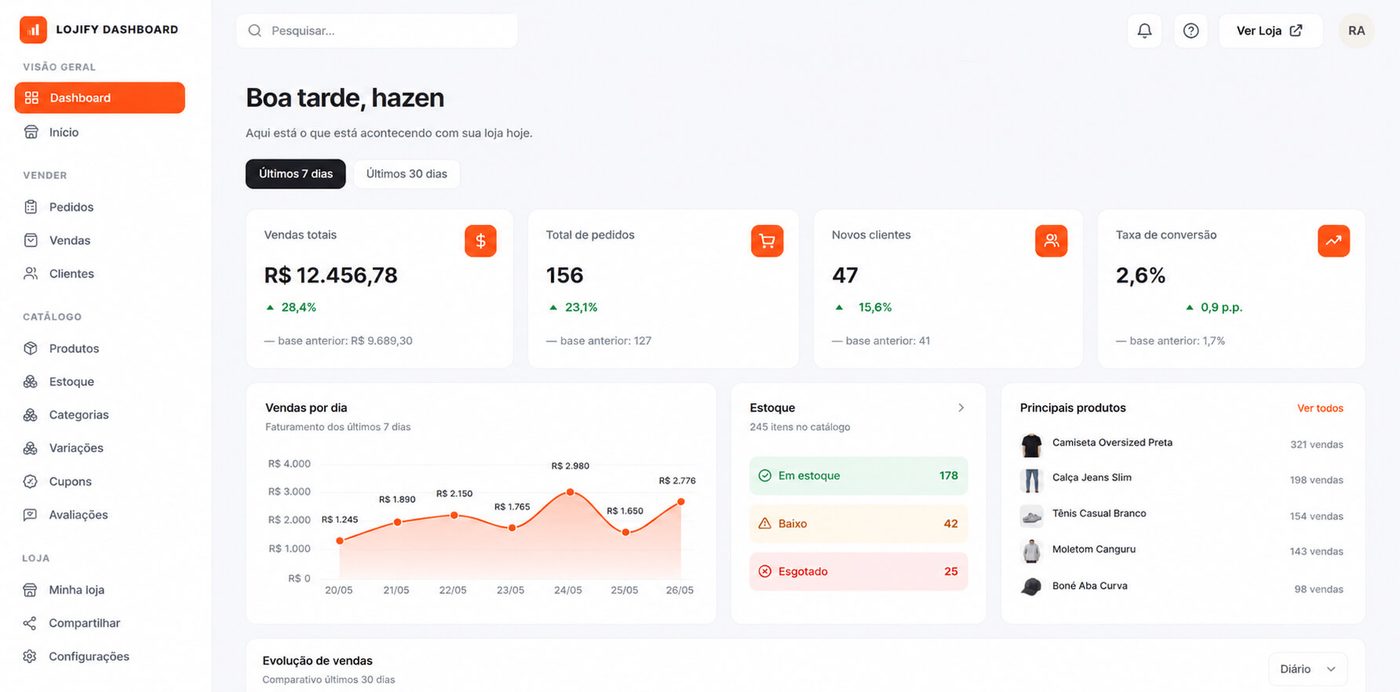 LOJIFY DASHBOARD
VISÃO GERAL
Dashboard
Início
VENDER
Pedidos
Vendas
Clientes
CATÁLOGO
Produtos
Estoque
Categorias
Variações
Cupons
Avaliações
LOJA
Minha loja
Compartilhar
Configurações
Pesquisar...
Ver Loja
RA
Boa tarde, hazen
Aqui está o que está acontecendo com sua loja hoje.
Últimos 7 dias
Últimos 30 dias
Vendas totais
$
R$ 12.456,78
28,4%
— base anterior: R$ 9.689,30
Total de pedidos
156
23,1%
— base anterior: 127
Novos clientes
47
15,6%
— base anterior: 41
Taxa de conversão
2,6%
0,9 p.p.
— base anterior: 1,7%
Vendas por dia
Faturamento dos últimos 7 dias
R$ 4.000
R$ 3.000
R$ 2.000
R$ 1.000
R$ 0
R$ 1.245
R$ 1.890
R$ 2.150
R$ 1.765
R$ 2.980
R$ 1.650
R$ 2.776
20/05
21/05
22/05
23/05
24/05
25/05
26/05
Estoque
245 itens no catálogo
Em estoque 178
Baixo 42
Esgotado 25
Principais produtos
Ver todos
Camiseta Oversized Preta 321 vendas
Calça Jeans Slim 198 vendas
Tênis Casual Branco 154 vendas
Moletom Canguru 143 vendas
Boné Aba Curva 98 vendas
Evolução de vendas
Comparativo últimos 30 dias
Diário